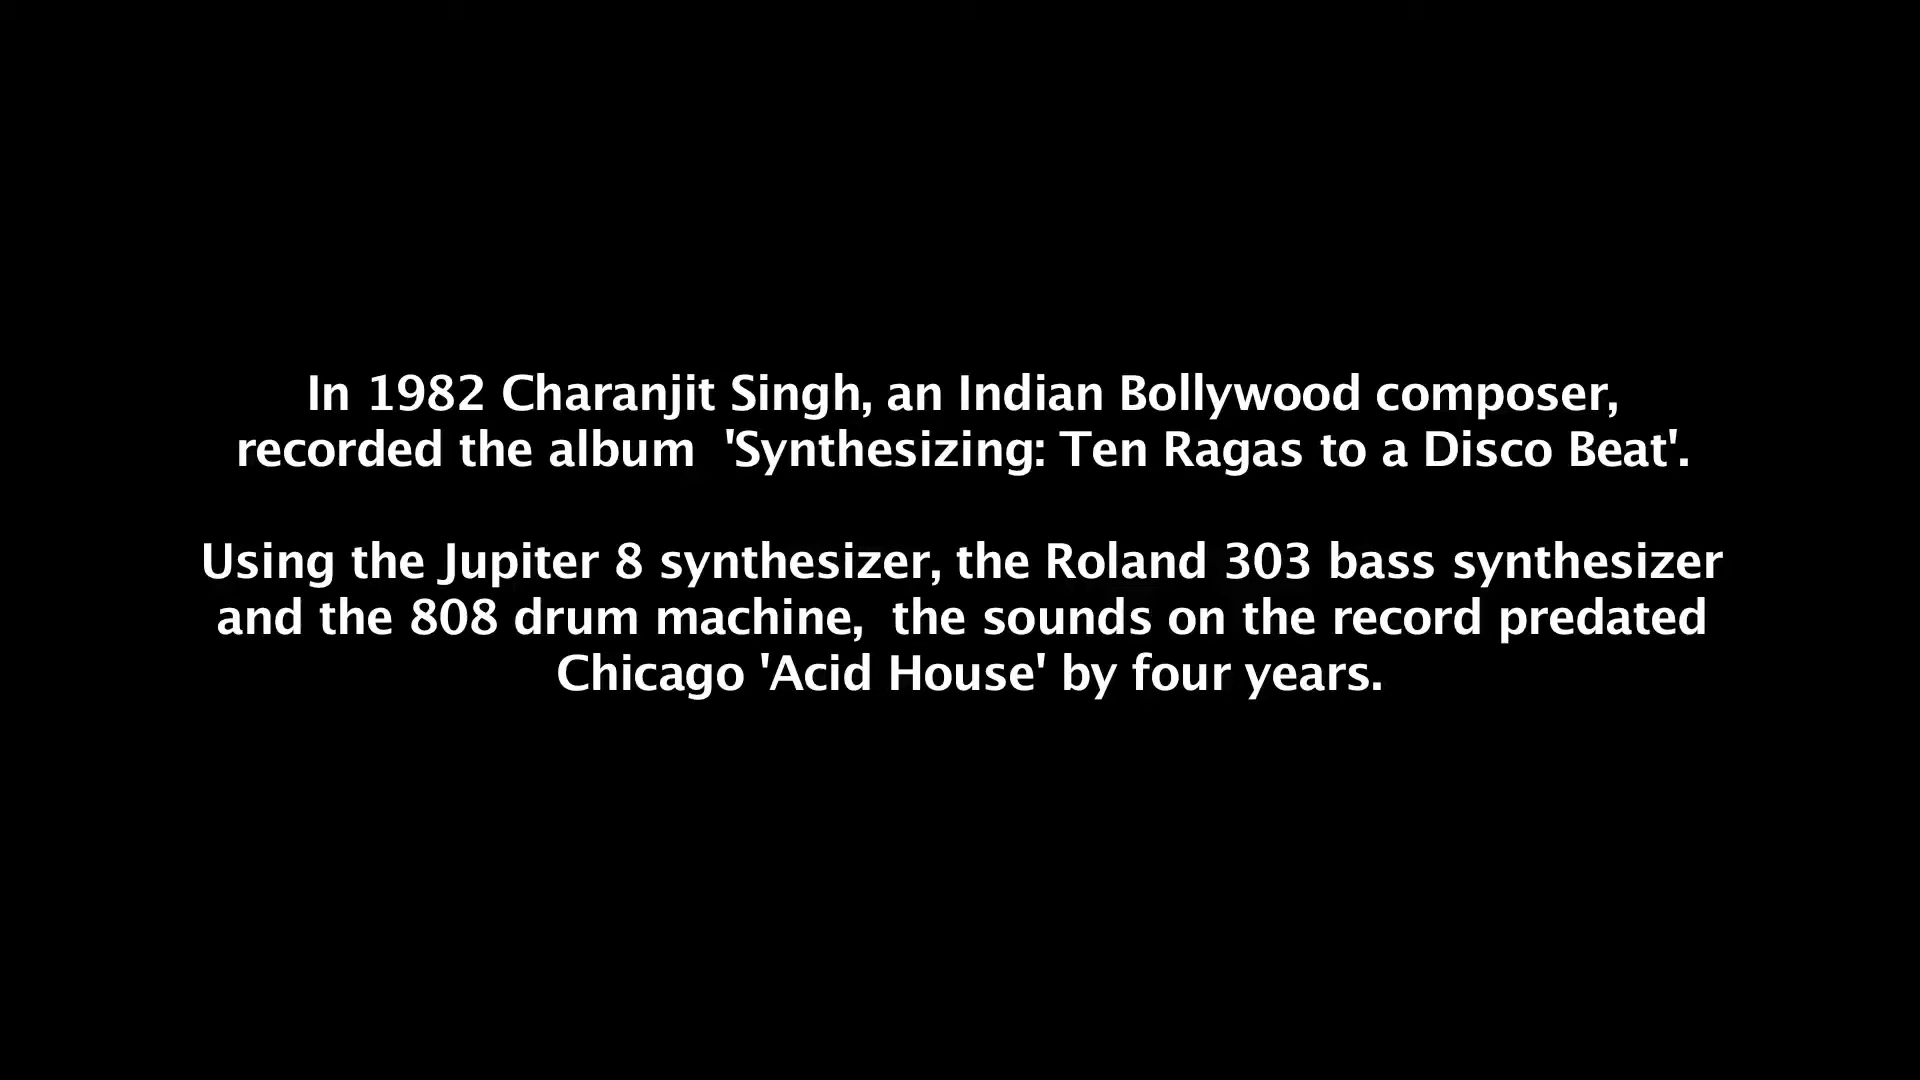 In 1982 Charanjit Singh, an Indian Bollywood composer,
recorded the album  'Synthesizing: Ten Ragas to a Disco Beat'.
Using the Jupiter 8 synthesizer, the Roland 303 bass synthesizer
and the 808 drum machine,  the sounds on the record predated
Chicago 'Acid House' by four years.